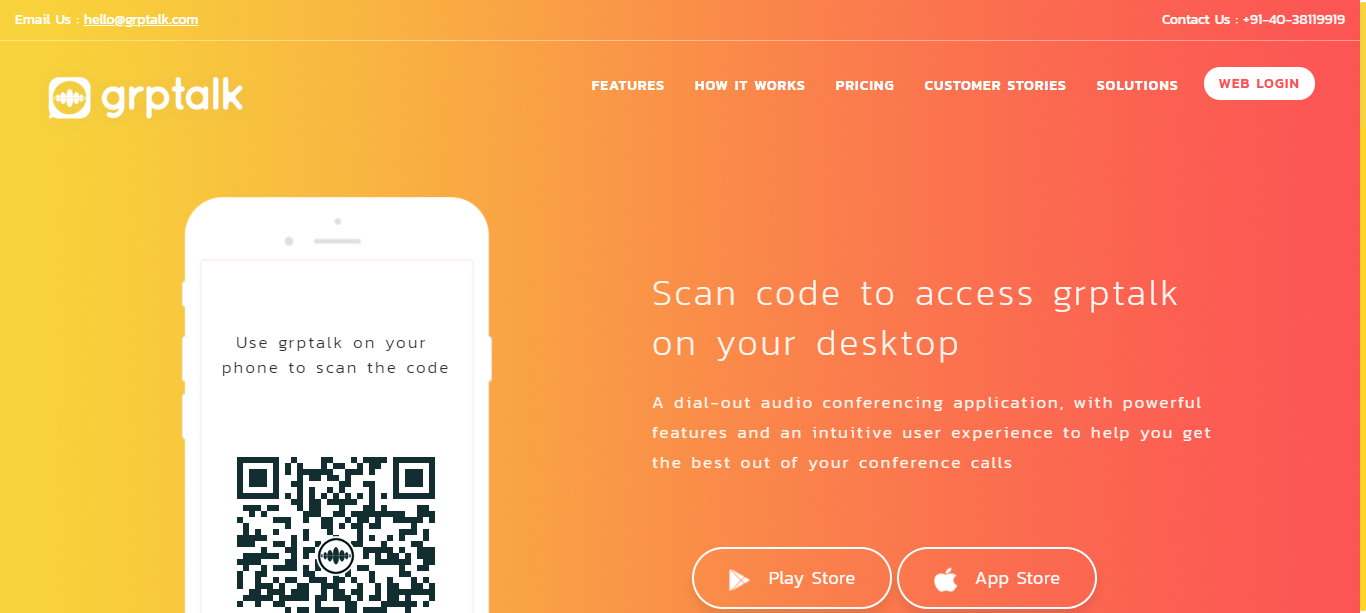 Email Us : hello@grptalk.com
Contact Us : +91-40-38119919
grptalk
FEATURES
HOW IT WORKS
PRICING
CUSTOMER STORIES
SOLUTIONS
WEB LOGIN
Use grptalk on your
phone to scan the code
Scan code to access grptalk
on your desktop
A dial-out audio conferencing application, with powerful
features and an intuitive user experience to help you get
the best out of your conference calls
Play Store
App Store